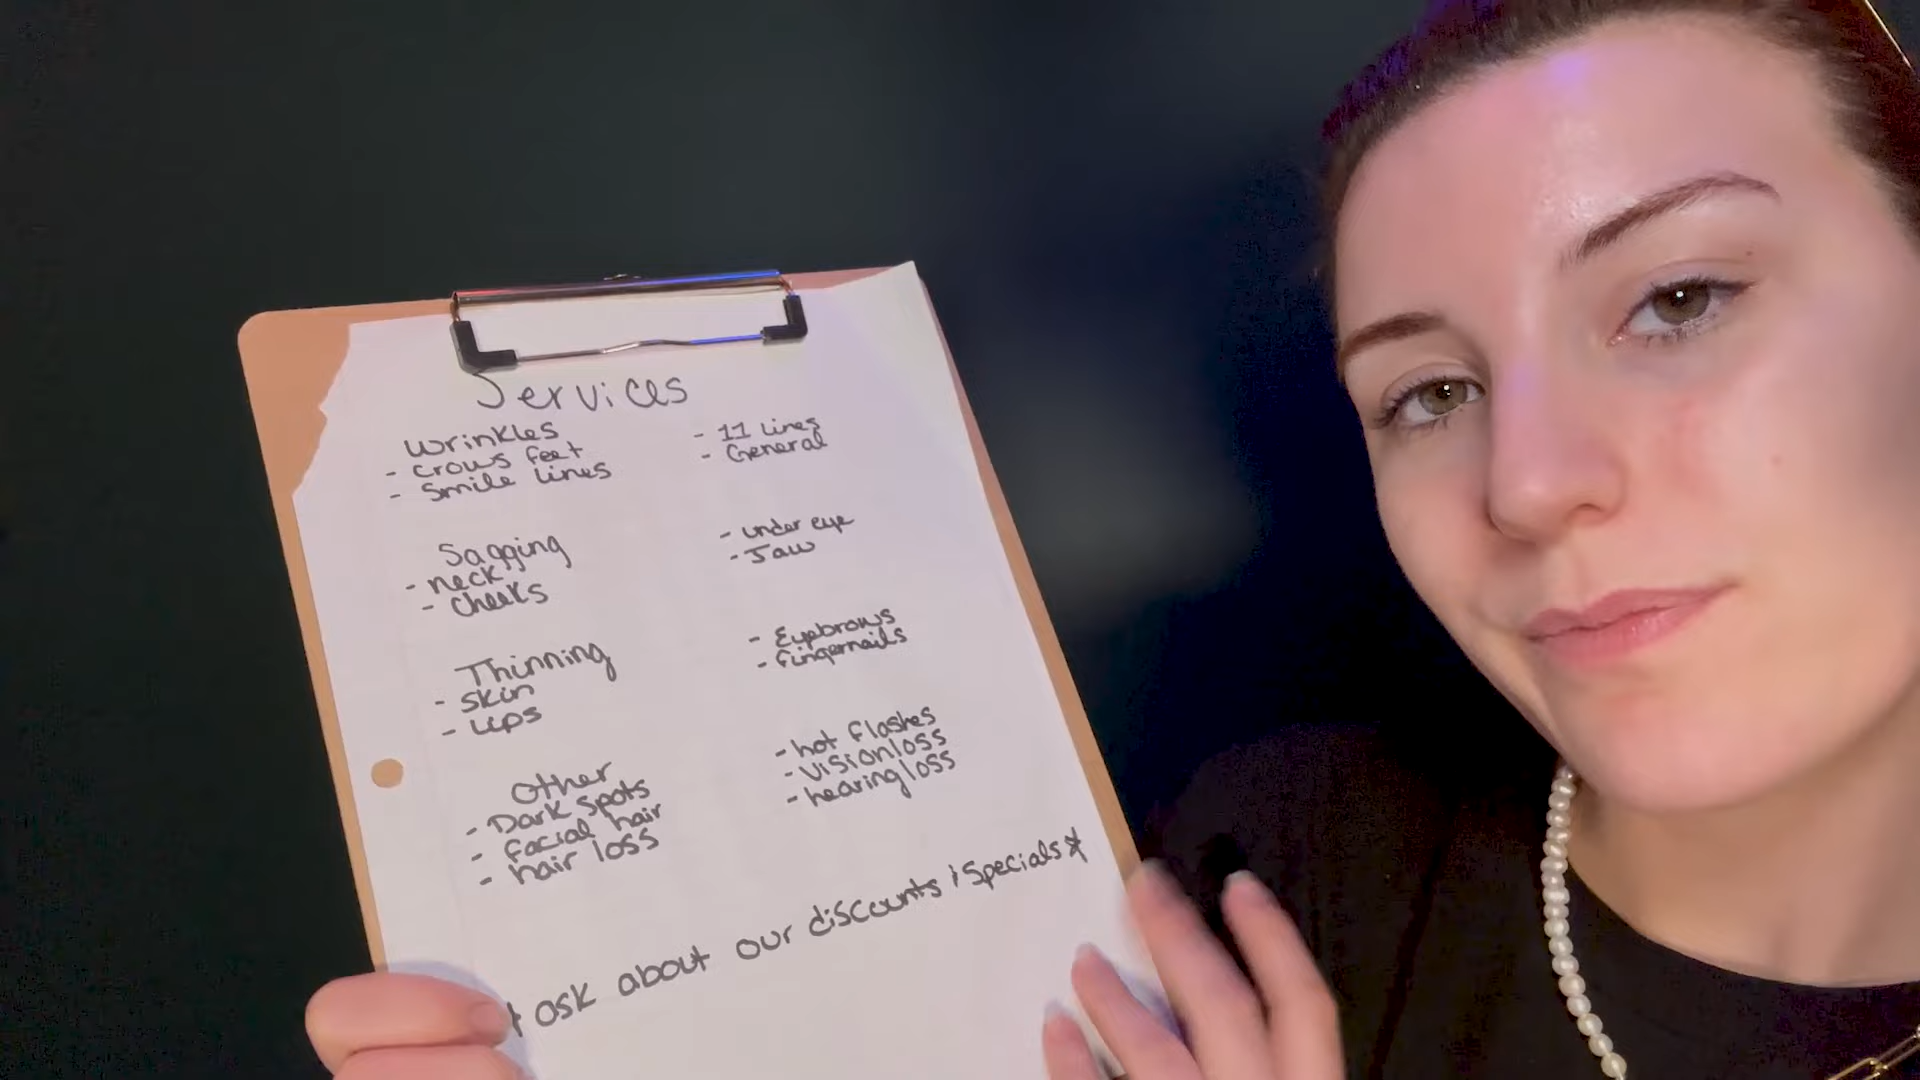 Services
Wrinkles
- crows feet
- Smile lines
- 11 Lines
- General
Sagging
- neck
- cheeks
- under eye
- Jaw
Thinning
- skin
- lips
- Eyebrows
- fingernails
Other
- Dark spots
- facial hair
- hair loss
- hot flashes
- vision loss
- hearing loss
* ask about our discounts & specials *